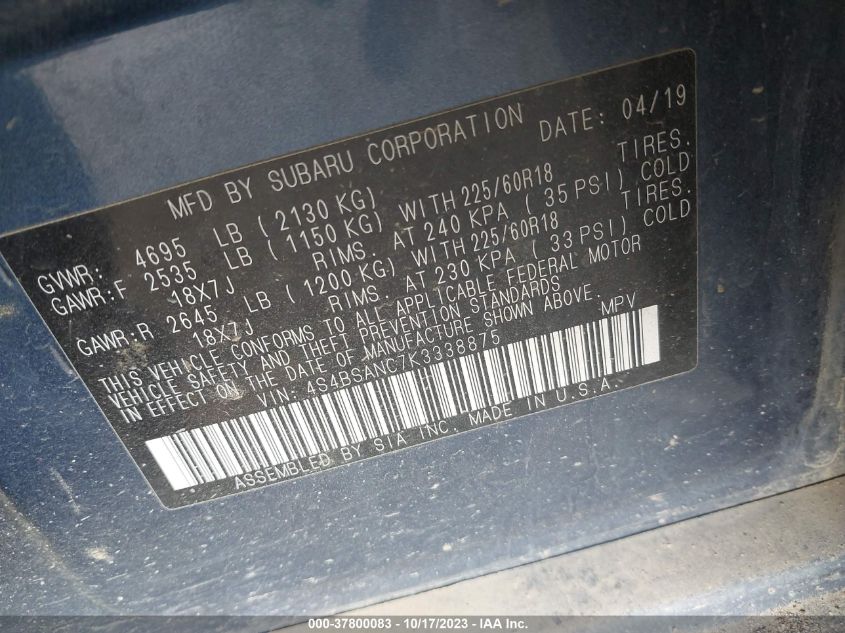 MFD BY SUBARU CORPORATION DATE: 04/19
GVWR: 4695 LB (2130 KG)
GAWR:F 2535 LB (1150 KG) WITH 225/60R18 TIRES.
18X7J RIMS. AT 240 KPA (35 PSI) COLD
GAWR:R 2645 LB (1200 KG) WITH 225/60R18 TIRES.
18X7J RIMS AT 230 KPA (33 PSI) COLD
THIS VEHICLE CONFORMS TO ALL APPLICABLE FEDERAL MOTOR
VEHICLE SAFETY AND THEFT PREVENTION STANDARDS
IN EFFECT ON THE DATE OF MANUFACTURE SHOWN ABOVE.
VIN:4S4BSANC7K3338875 MPV
ASSEMBLED BY SIA INC. MADE IN U.S.A.
000-37800083 - 10/17/2023 - IAA Inc.